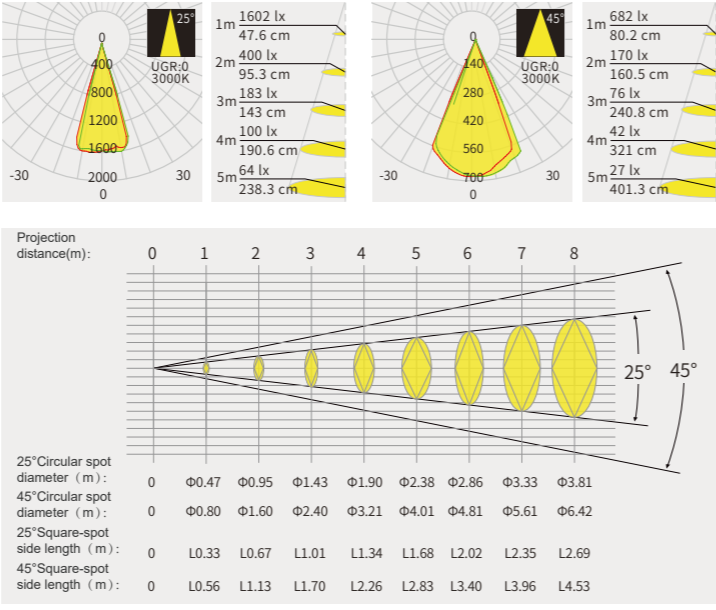 25°
UGR:0
3000K
0
400
800
1200
1600
2000
-30
30
0
1m 1602 lx
47.6 cm
2m 400 lx
95.3 cm
3m 183 lx
143 cm
4m 100 lx
190.6 cm
5m 64 lx
238.3 cm
45°
UGR:0
3000K
0
140
280
420
560
700
-30
30
0
1m 682 lx
80.2 cm
2m 170 lx
160.5 cm
3m 76 lx
240.8 cm
4m 42 lx
321 cm
5m 27 lx
401.3 cm
Projection
distance(m): 0 1 2 3 4 5 6 7 8
25° 45°
25°Circular spot
diameter (m): 0 Φ0.47 Φ0.95 Φ1.43 Φ1.90 Φ2.38 Φ2.86 Φ3.33 Φ3.81
45°Circular spot
diameter (m): 0 Φ0.80 Φ1.60 Φ2.40 Φ3.21 Φ4.01 Φ4.81 Φ5.61 Φ6.42
25°Square-spot
side length (m): 0 L0.33 L0.67 L1.01 L1.34 L1.68 L2.02 L2.35 L2.69
45°Square-spot
side length (m): 0 L0.56 L1.13 L1.70 L2.26 L2.83 L3.40 L3.96 L4.53